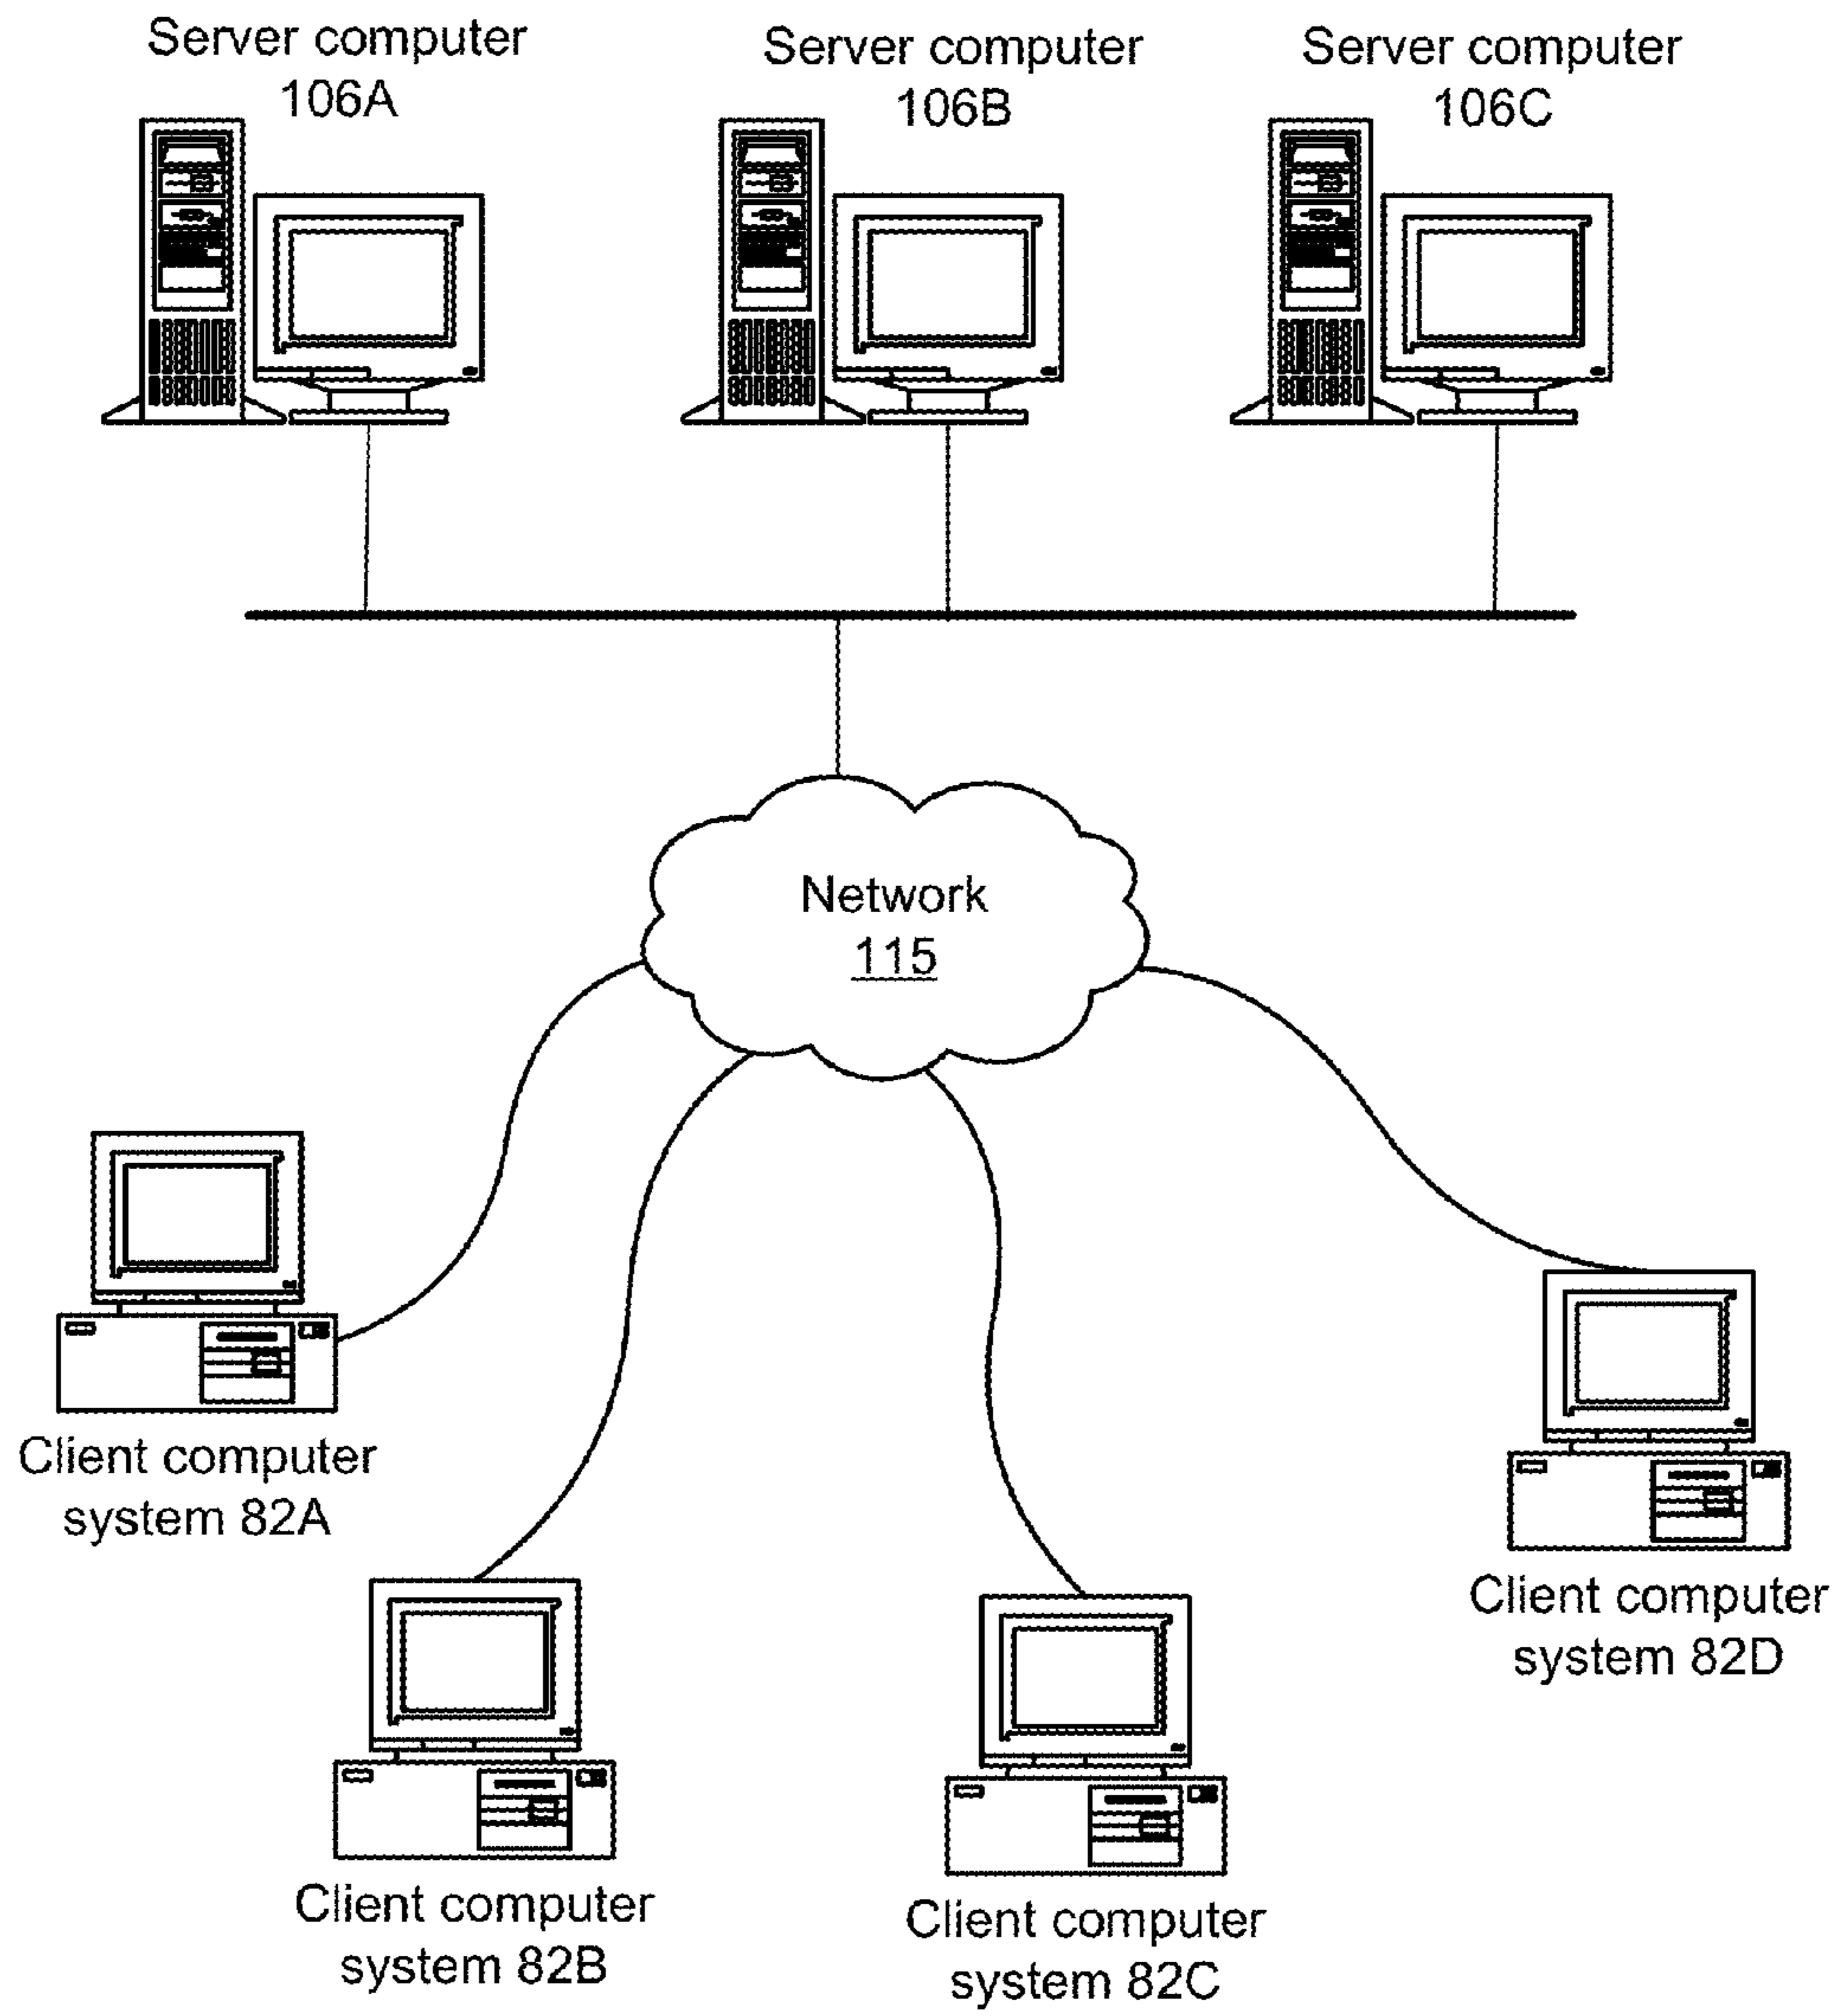 Server computer
106A
Server computer
106B
Server computer
106C
Network
115
Client computer
system 82A
Client computer
system 82B
Client computer
system 82C
Client computer
system 82D